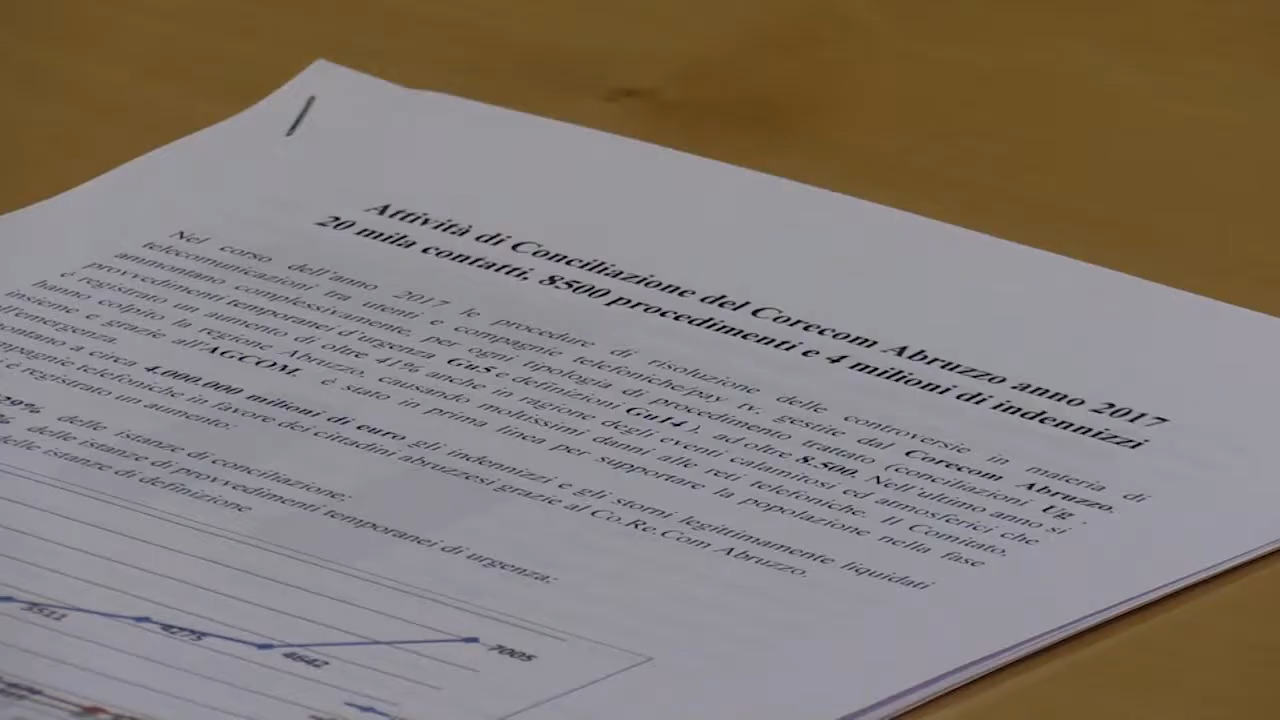 Attività di Conciliazione del Corecom Abruzzo anno 2017
20 mila contatti, 8500 procedimenti e 4 milioni di indennizzi
Nel corso dell'anno 2017 le procedure di risoluzione delle controversie in materia di
telecomunicazioni tra utenti e compagnie telefoniche/pay tv, gestite dal Corecom Abruzzo,
ammontano complessivamente, per ogni tipologia di procedimento trattato (conciliazioni Ug -
provvedimenti temporanei d'urgenza Gu5 e definizioni Gu14), ad oltre 8.500. Nell'ultimo anno si
è registrato un aumento di oltre 41% anche in ragione degli eventi calamitosi ed atmosferici che
hanno colpito la regione Abruzzo, causando moltissimi danni alle reti telefoniche. Il Comitato,
insieme e grazie all'AGCOM, è stato in prima linea per supportare la popolazione nella fase
ll'emergenza.
montano a circa 4.000.000 milioni di euro gli indennizzi e gli storni legittimamente liquidati
mpagnie telefoniche in favore dei cittadini abruzzesi grazie al Co.Re.Com Abruzzo.
è registrato un aumento:
29% delle istanze di conciliazione;
% delle istanze di provvedimenti temporanei di urgenza;
delle istanze di definizione
5511
4275
4642
7005